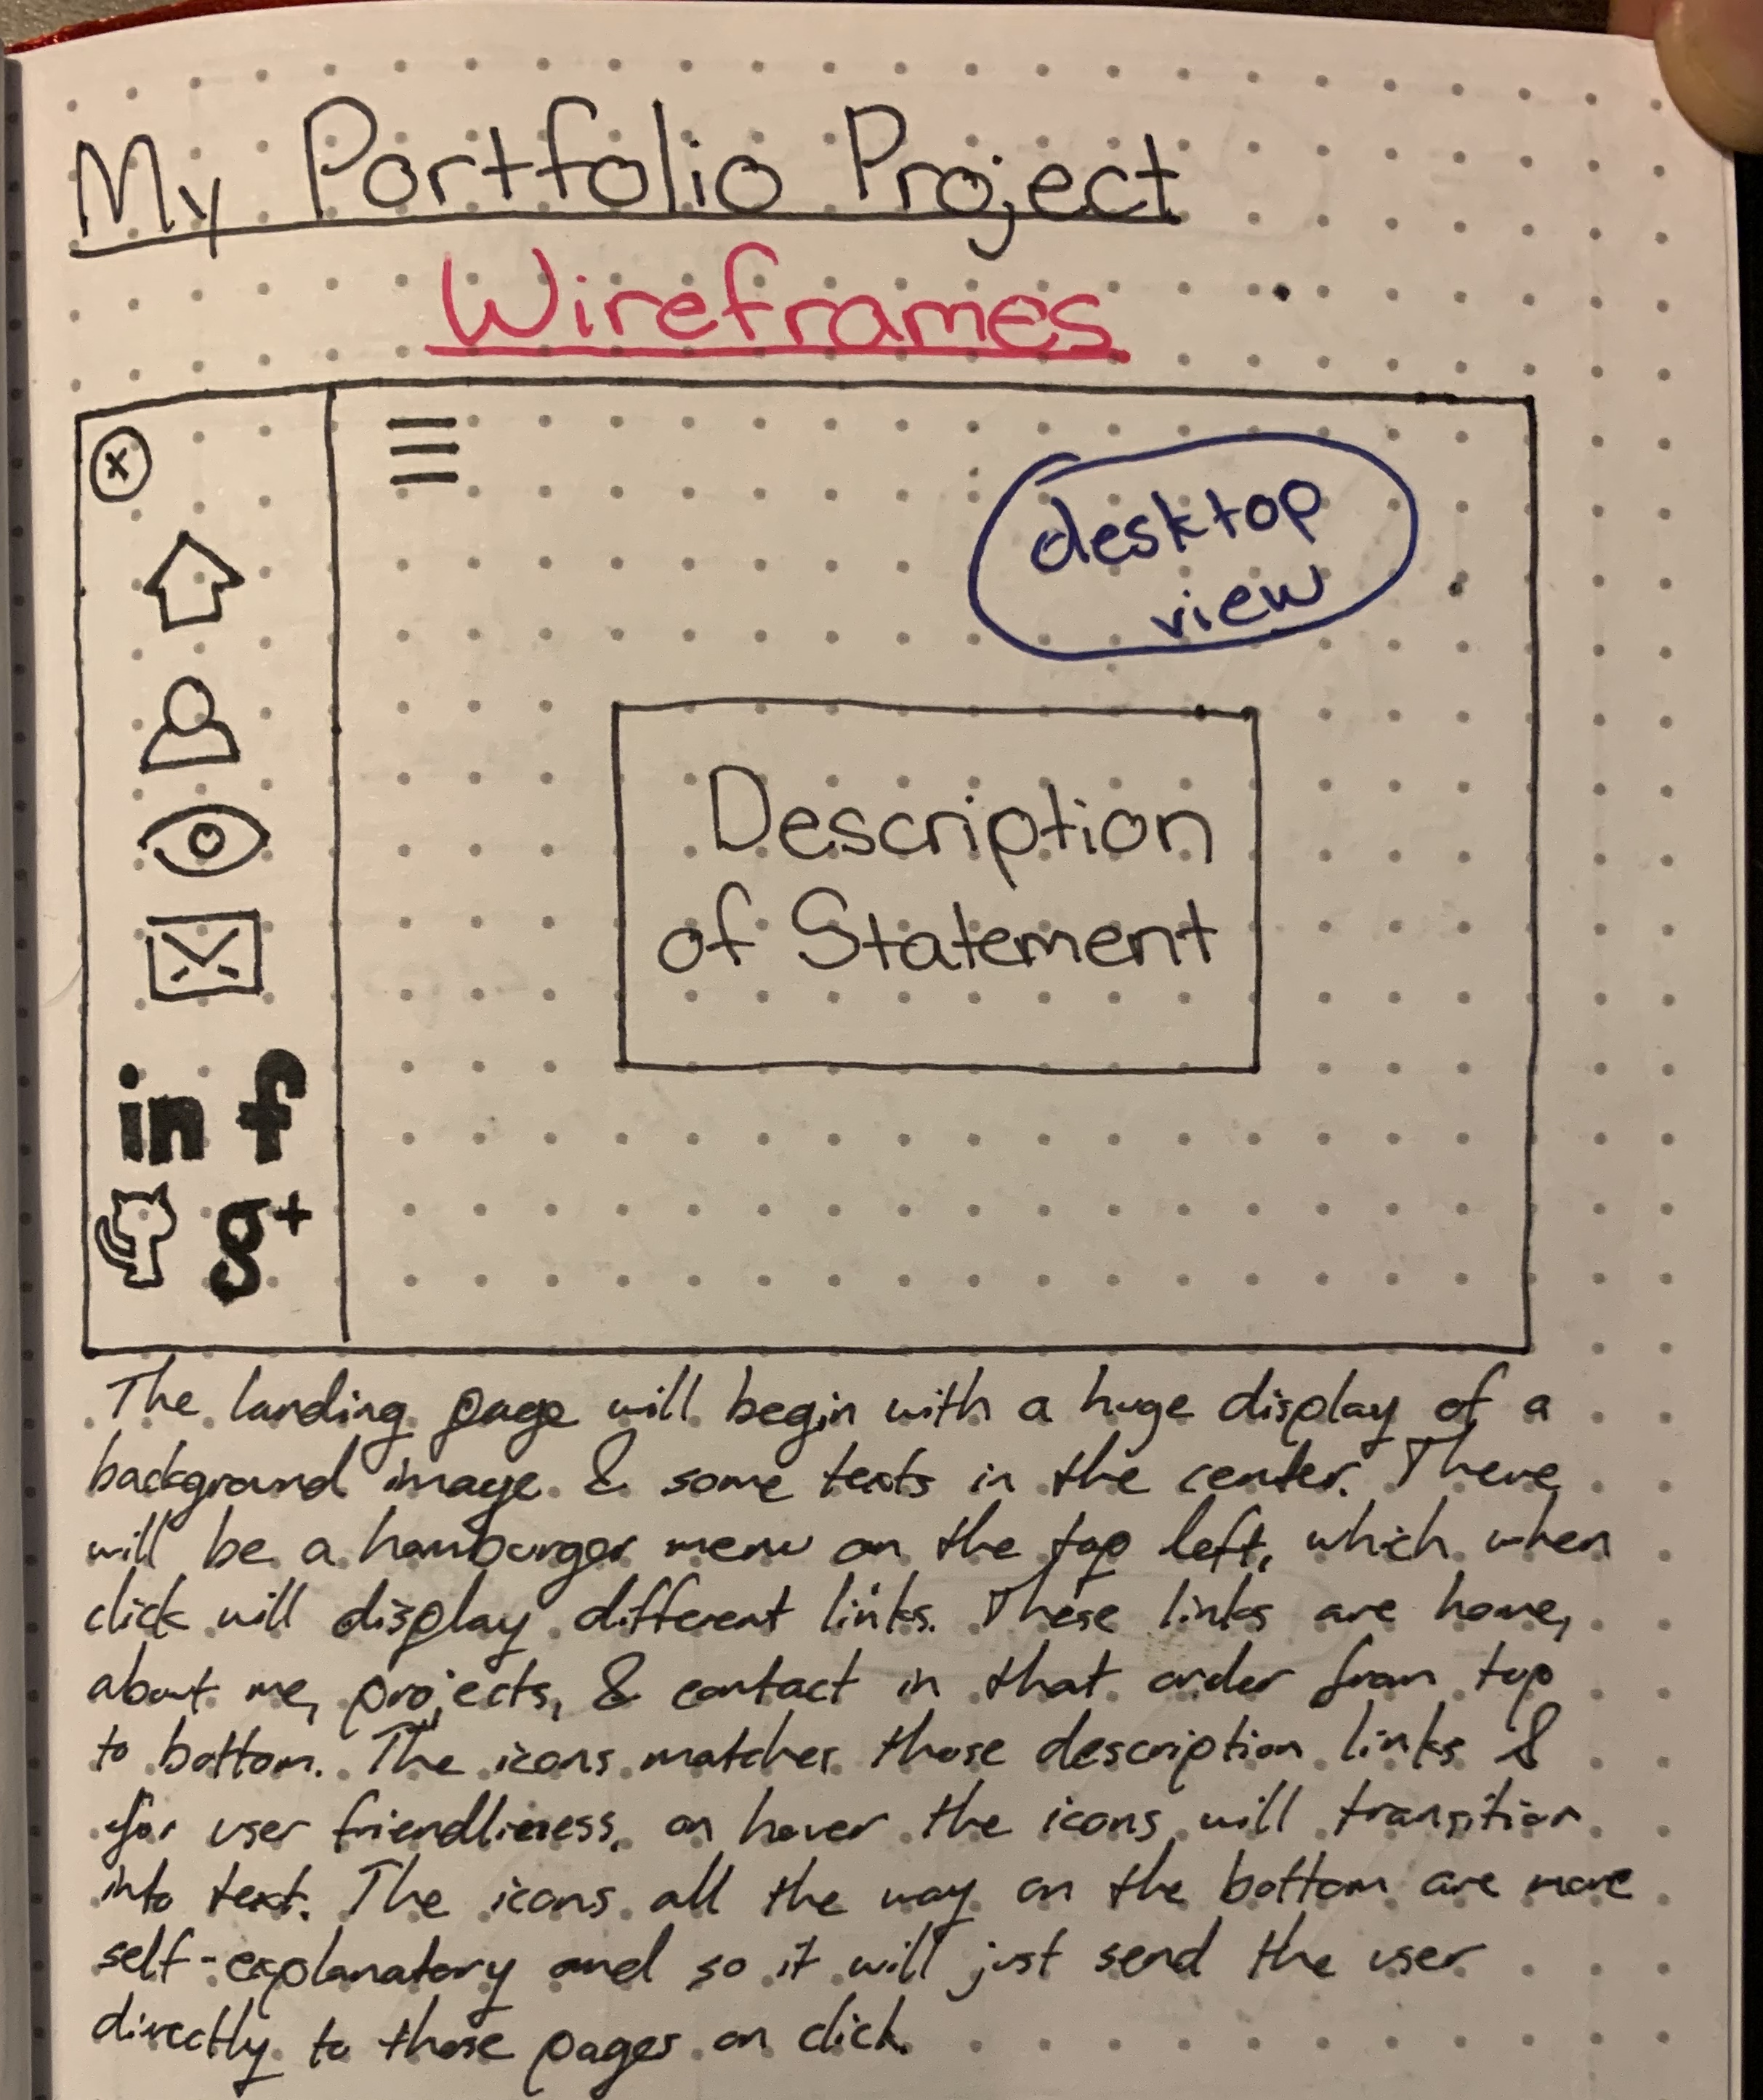 My Portfolio Project
Wireframes
desktop
view
Description
of Statement
in f
g+
The landing page will begin with a huge display of a
background image & some texts in the center. There
will be a hamburger menu on the top left, which when
click will display different links. These links are home,
about me, projects, & contact in that order from top
to bottom. The icons matches those description links &
for user friendlieness, on hover the icons will transition
into text. The icons all the way on the bottom are more
self-explanatory and so it will just send the user
directly to those pages on click.